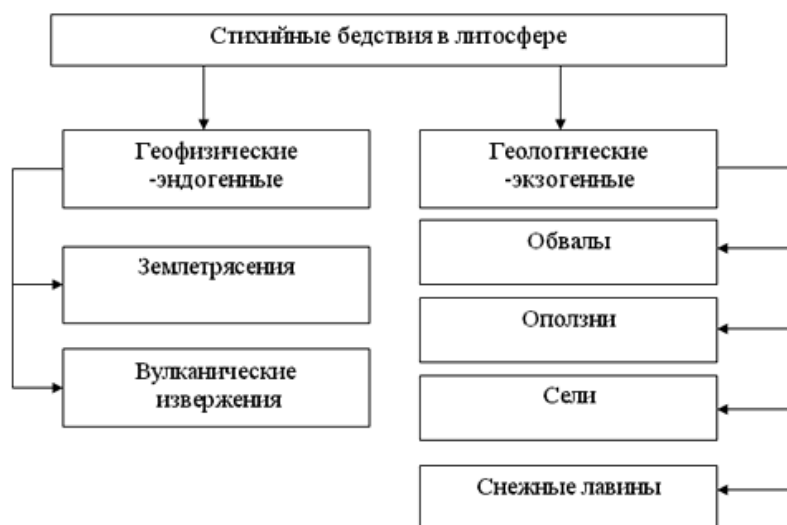 Стихийные бедствия в литосфере
Геофизические
-эндогенные
Землетрясения
Вулканические
извержения
Геологические
-экзогенные
Обвалы
Оползни
Сели
Снежные лавины